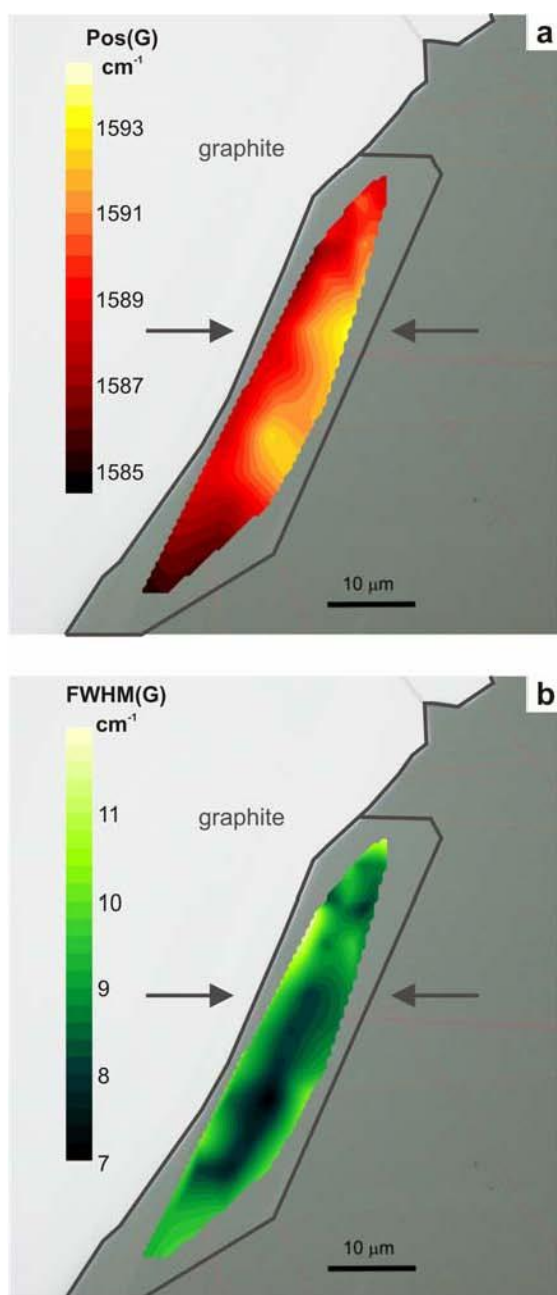 Pos(G)
cm⁻¹
a
1593
graphite
1591
1589
1587
1585
10 μm
FWHM(G)
cm⁻¹
b
11
graphite
10
9
8
7
10 μm